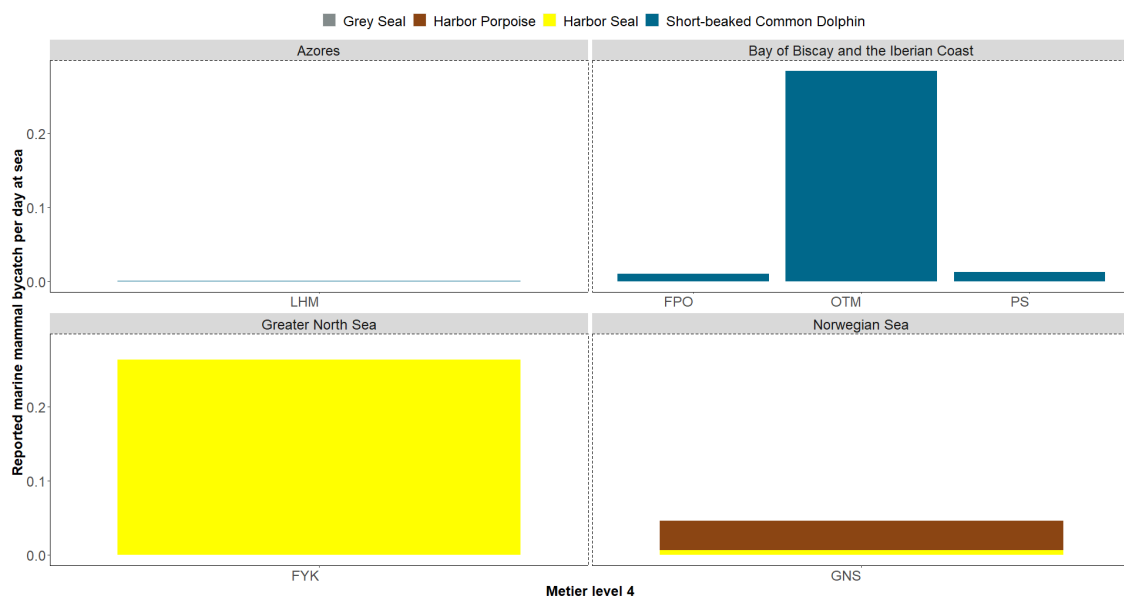 Grey Seal Harbor Porpoise Harbor Seal Short-beaked Common Dolphin
Azores Bay of Biscay and the Iberian Coast
Reported marine mammal bycatch per day at sea
0.2
0.1
0.0
LHM FPO OTM PS
Greater North Sea Norwegian Sea
0.2
0.1
0.0
FYK GNS
Metier level 4